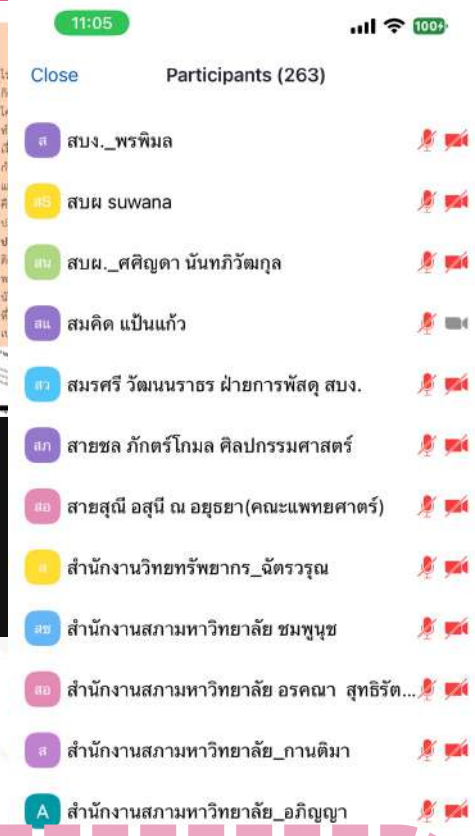 11:05
100+
Close
Participants (263)
ส สบง._พรพิมล
สS สบผ suwana
สน สบผ._ศศิญดา นันทภิวัฒกุล
สแ สมคิด แป้นแก้ว
สว สมรศรี วัฒนนราธร ฝ่ายการพัสดุ สบง.
สภ สายชล ภักตร์โกมล ศิลปกรรมศาสตร์
สอ สายสุณี อสุนี ณ อยุธยา(คณะแพทยศาตร์)
ส สำนักงานวิทยทรัพยากร_ฉัตรวรุณ
สช สำนักงานสภามหาวิทยาลัย ชมพูนุช
สอ สำนักงานสภามหาวิทยาลัย อรคณา สุทธิรัต...
ส สำนักงานสภามหาวิทยาลัย_กานติมา
A สำนักงานสภามหาวิทยาลัย_อภิญญา